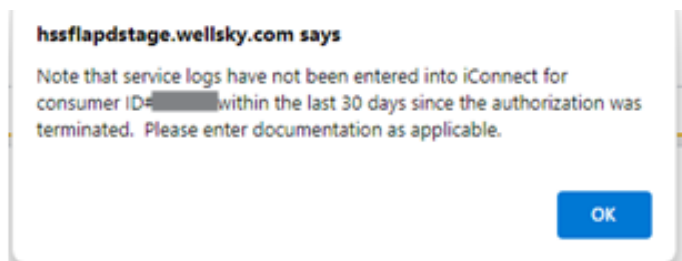 hssflapdstage.wellsky.com says
Note that service logs have not been entered into iConnect for
consumer ID# within the last 30 days since the authorization was
terminated.  Please enter documentation as applicable.
OK